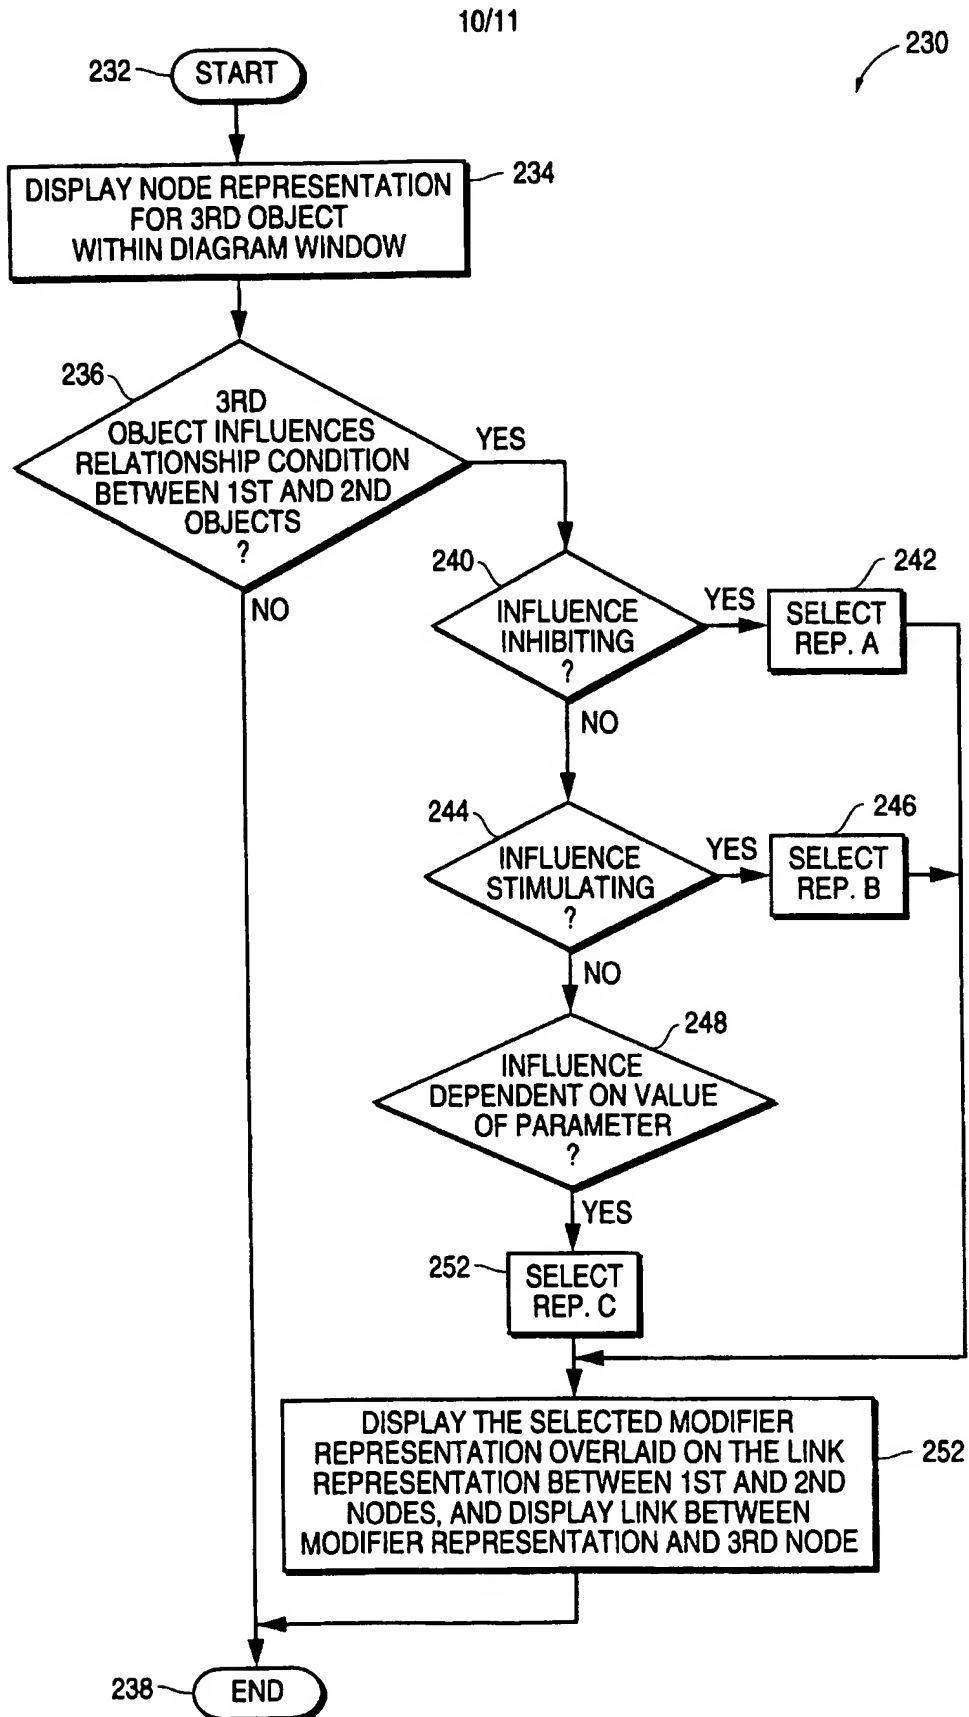 10/11
230
232
START
234
DISPLAY NODE REPRESENTATION
FOR 3RD OBJECT
WITHIN DIAGRAM WINDOW
236
3RD
OBJECT INFLUENCES
RELATIONSHIP CONDITION
BETWEEN 1ST AND 2ND
OBJECTS
?
YES
NO
240
INFLUENCE
INHIBITING
?
YES
242
SELECT
REP. A
NO
244
INFLUENCE
STIMULATING
?
YES
246
SELECT
REP. B
NO
248
INFLUENCE
DEPENDENT ON VALUE
OF PARAMETER
?
YES
252
SELECT
REP. C
DISPLAY THE SELECTED MODIFIER
REPRESENTATION OVERLAID ON THE LINK
REPRESENTATION BETWEEN 1ST AND 2ND
NODES, AND DISPLAY LINK BETWEEN
MODIFIER REPRESENTATION AND 3RD NODE
252
238
END